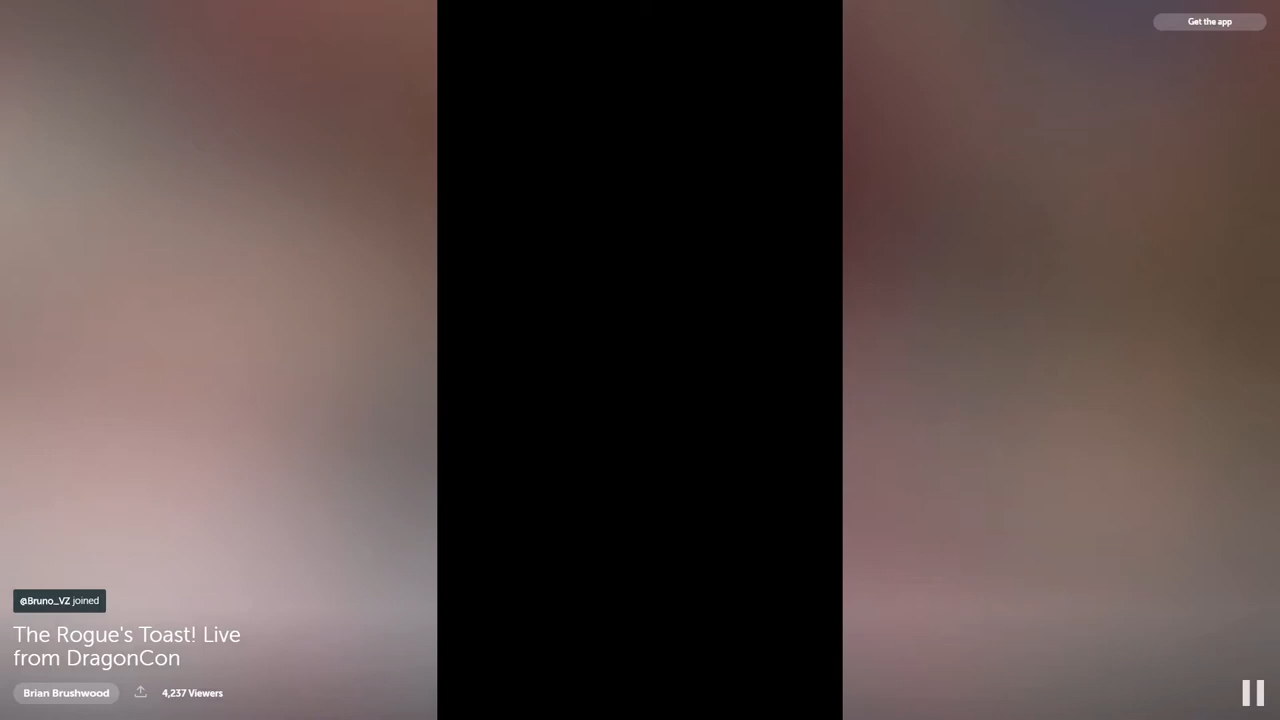 Get the app
@Bruno_VZ joined
The Rogue's Toast! Live
from DragonCon
Brian Brushwood
4,237 Viewers